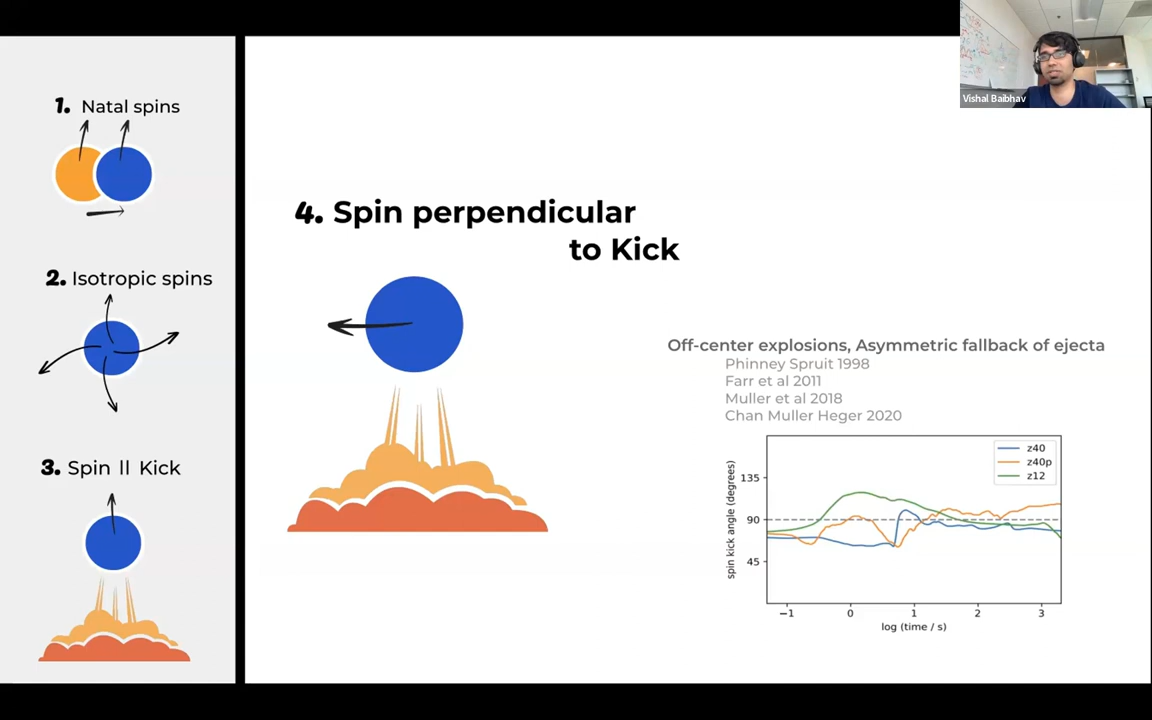 1. Natal spins
2. Isotropic spins
3. Spin || Kick
4. Spin perpendicular
to Kick
Off-center explosions, Asymmetric fallback of ejecta
Phinney Spruit 1998
Farr et al 2011
Muller et al 2018
Chan Muller Heger 2020
z40
z40p
z12
135
90
45
spin kick angle (degrees)
−1 0 1 2 3
log (time / s)
Vishal Baibhav